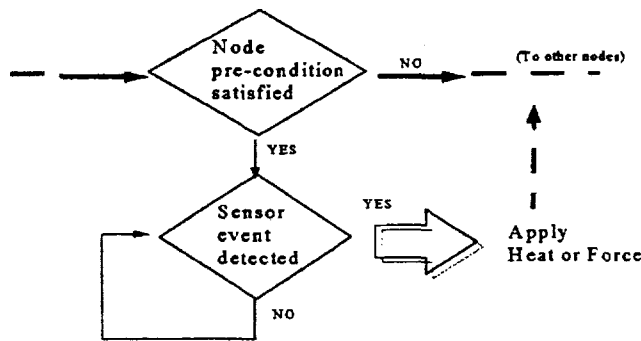 Node
pre-condition
satisfied
NO
(To other nodes)
YES
Sensor
event
detected
YES
Apply
Heat or Force
NO